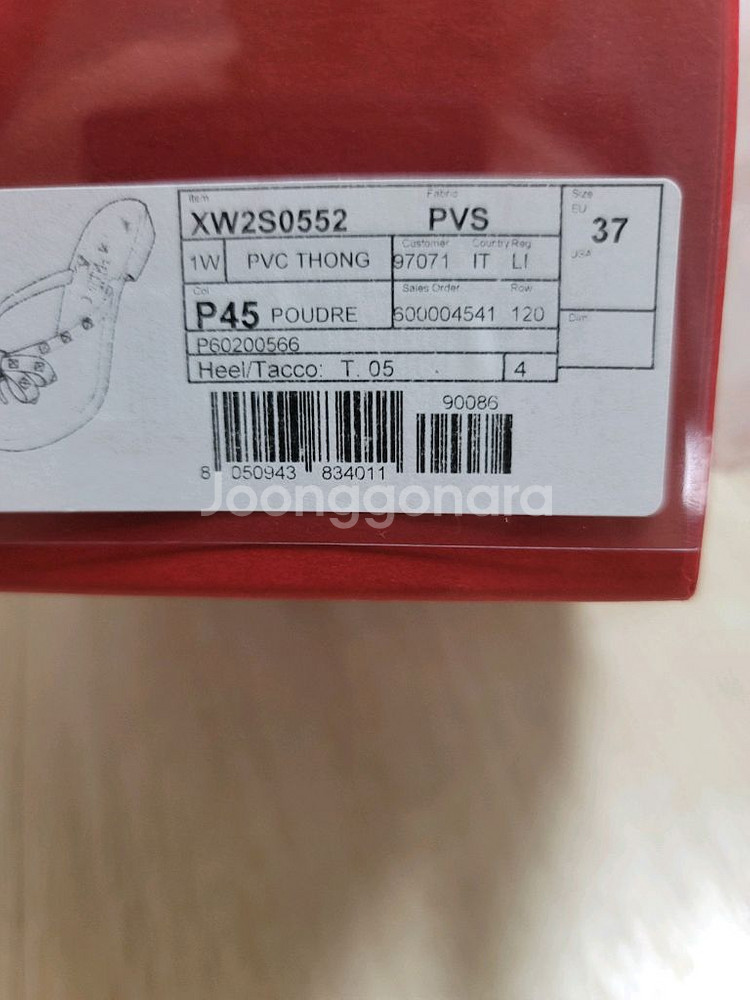 Item Fabric Size
XW2S0552 PVS EU 37
Customer Country Reg
1W PVC THONG 97071 IT LI USA
Col Sales Order Row
P45 POUDRE 600004541 120 Dim
P60200566
Heel/Tacco: T. 05 4
90086
8 050943 834011
Joonggonara